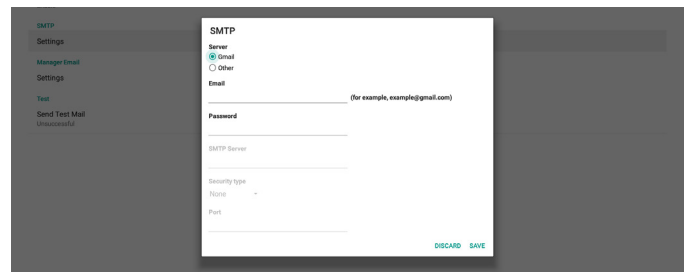 SMTP
Settings
Manager Email
Settings
Test
Send Test Mail
Unsuccessful
SMTP
Server
Gmail
Other
Email
(for example, example@gmail.com)
Password
SMTP Server
Security type
None
Port
DISCARD SAVE